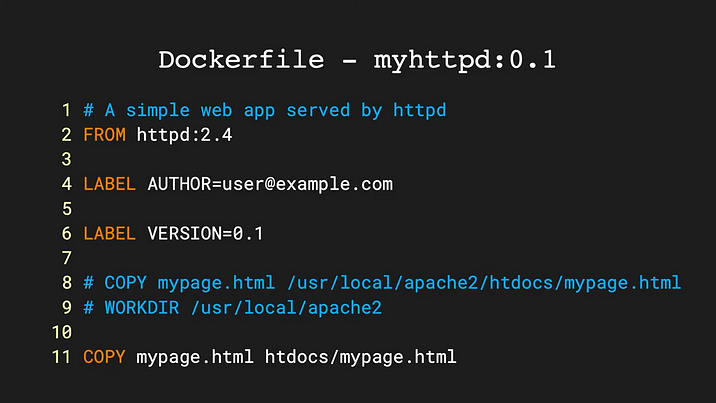 Dockerfile - myhttpd:0.1
1 # A simple web app served by httpd
2 FROM httpd:2.4
3
4 LABEL AUTHOR=user@example.com
5
6 LABEL VERSION=0.1
7
8 # COPY mypage.html /usr/local/apache2/htdocs/mypage.html
9 # WORKDIR /usr/local/apache2
10
11 COPY mypage.html htdocs/mypage.html